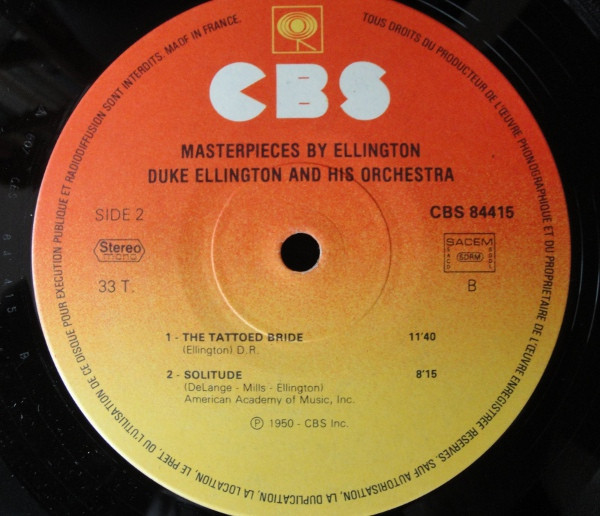 TOUS DROITS DU PRODUCTEUR DE L'ŒUVRE PHONOGRAPHIQUE ET DU PROPRIETAIRE DE L'ŒUVRE ENREGISTREE RESERVES. SAUF AUTORISATION, LA DUPLICATION, LA LOCATION, LE PRET, OU L'UTILISATION DE CE DISQUE POUR EXECUTION PUBLIQUE ET RADIODIFFUSION SONT INTERDITS. MADE IN FRANCE.
CBS
MASTERPIECES BY ELLINGTON
DUKE ELLINGTON AND HIS ORCHESTRA
SIDE 2
CBS 84415
Stereo
mono
SACEM
SDRM
33 T.
B
1 - THE TATTOED BRIDE 11'40
(Ellington) D.R.
2 - SOLITUDE 8'15
(DeLange - Mills - Ellington)
American Academy of Music, Inc.
Ⓟ 1950 - CBS Inc.